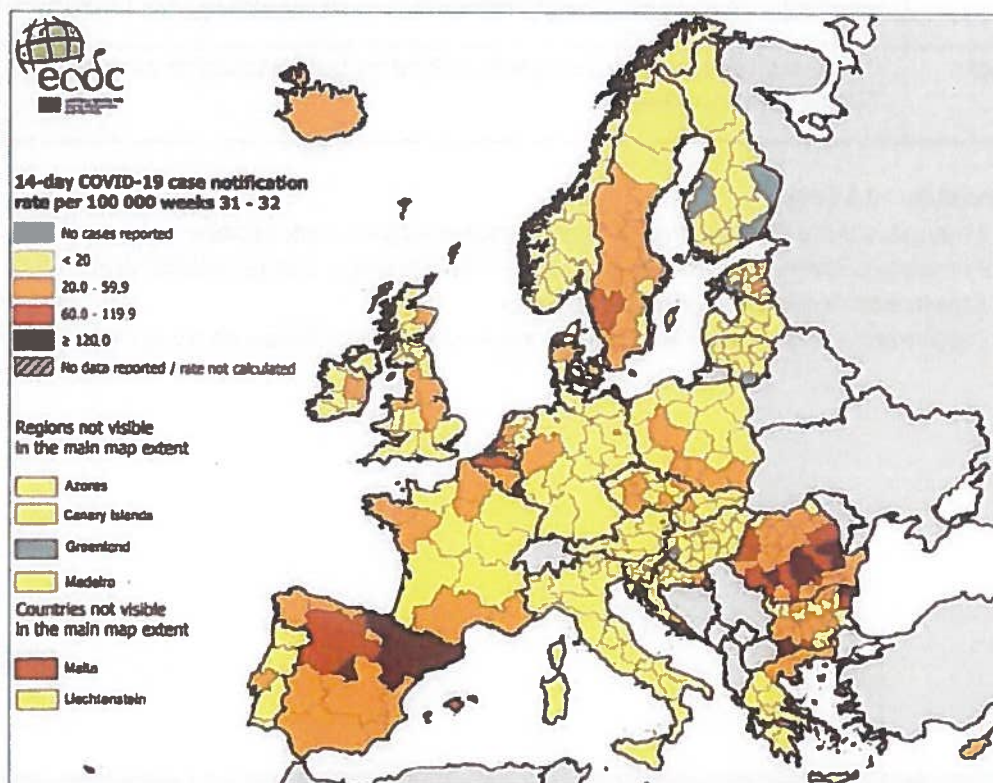 ecdc
14-day COVID-19 case notification
rate per 100 000 weeks 31 - 32
No cases reported
< 20
20.0 - 59.9
60.0 - 119.9
≥ 120.0
No data reported / rate not calculated
Regions not visible
in the main map extent
Azores
Canary Islands
Greenland
Madeira
Countries not visible
in the main map extent
Malta
Liechtenstein